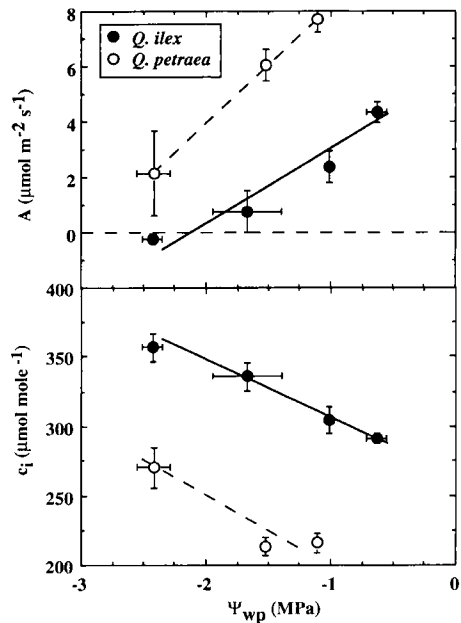 8
Q. ilex
Q. petraea
6
4
2
0
A (μmol m⁻² s⁻¹)
400
350
300
250
200
cᵢ (μmol mole⁻¹)
-3 -2 -1 0
Ψwp (MPa)